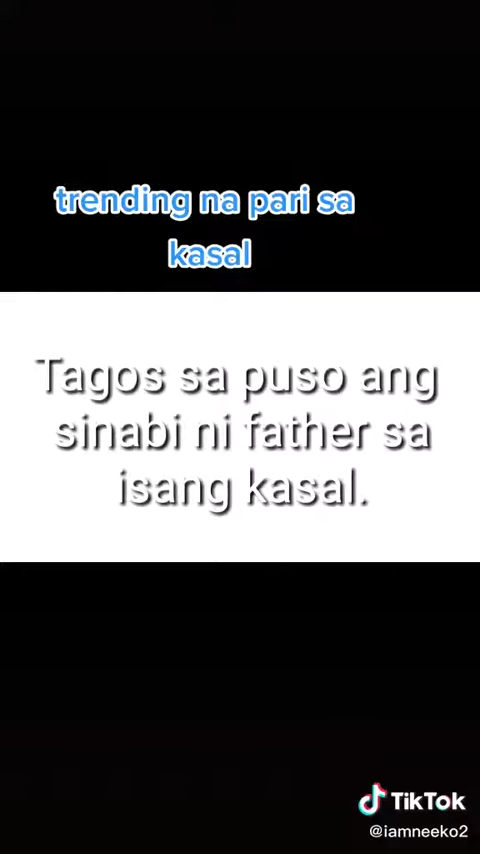 trending na pari sa
kasal
Tagos sa puso ang
sinabi ni father sa
isang kasal.
TikTok
@iamneeko2